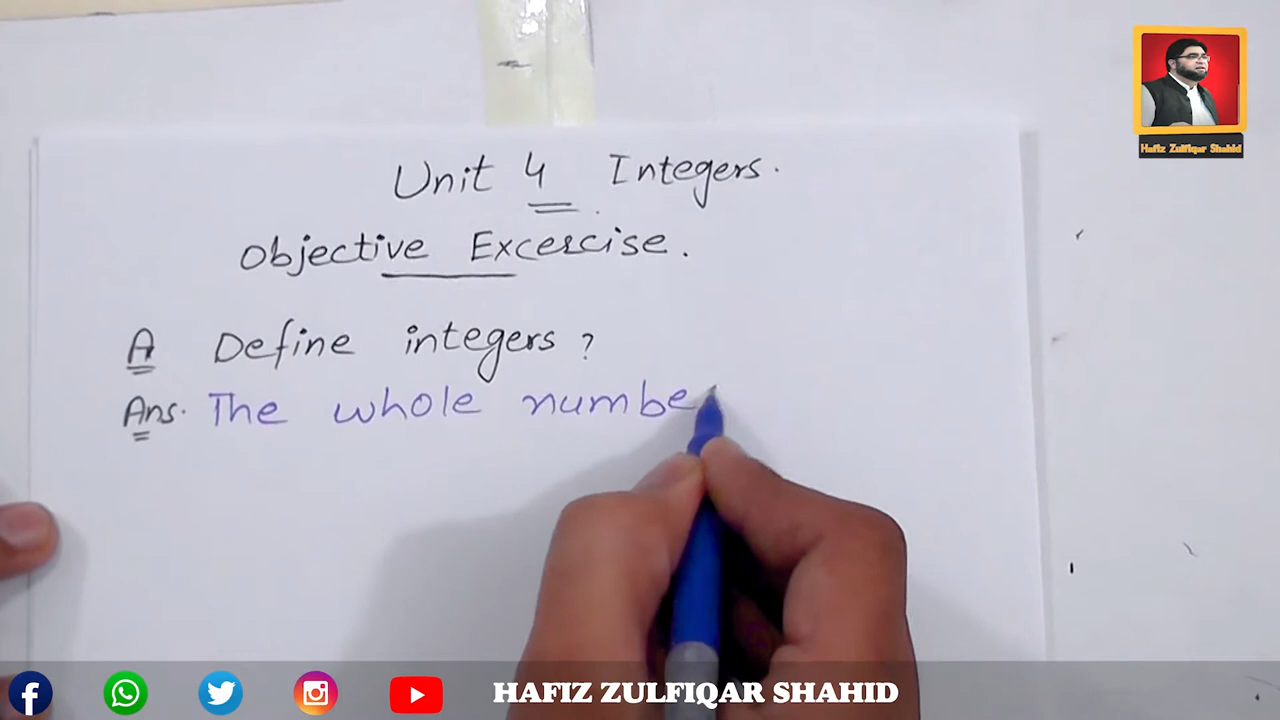 Hafiz Zulfiqar Shahid
Unit 4 Integers.
Objective Excercise.
A Define integers?
Ans. The whole numbe
HAFIZ ZULFIQAR SHAHID